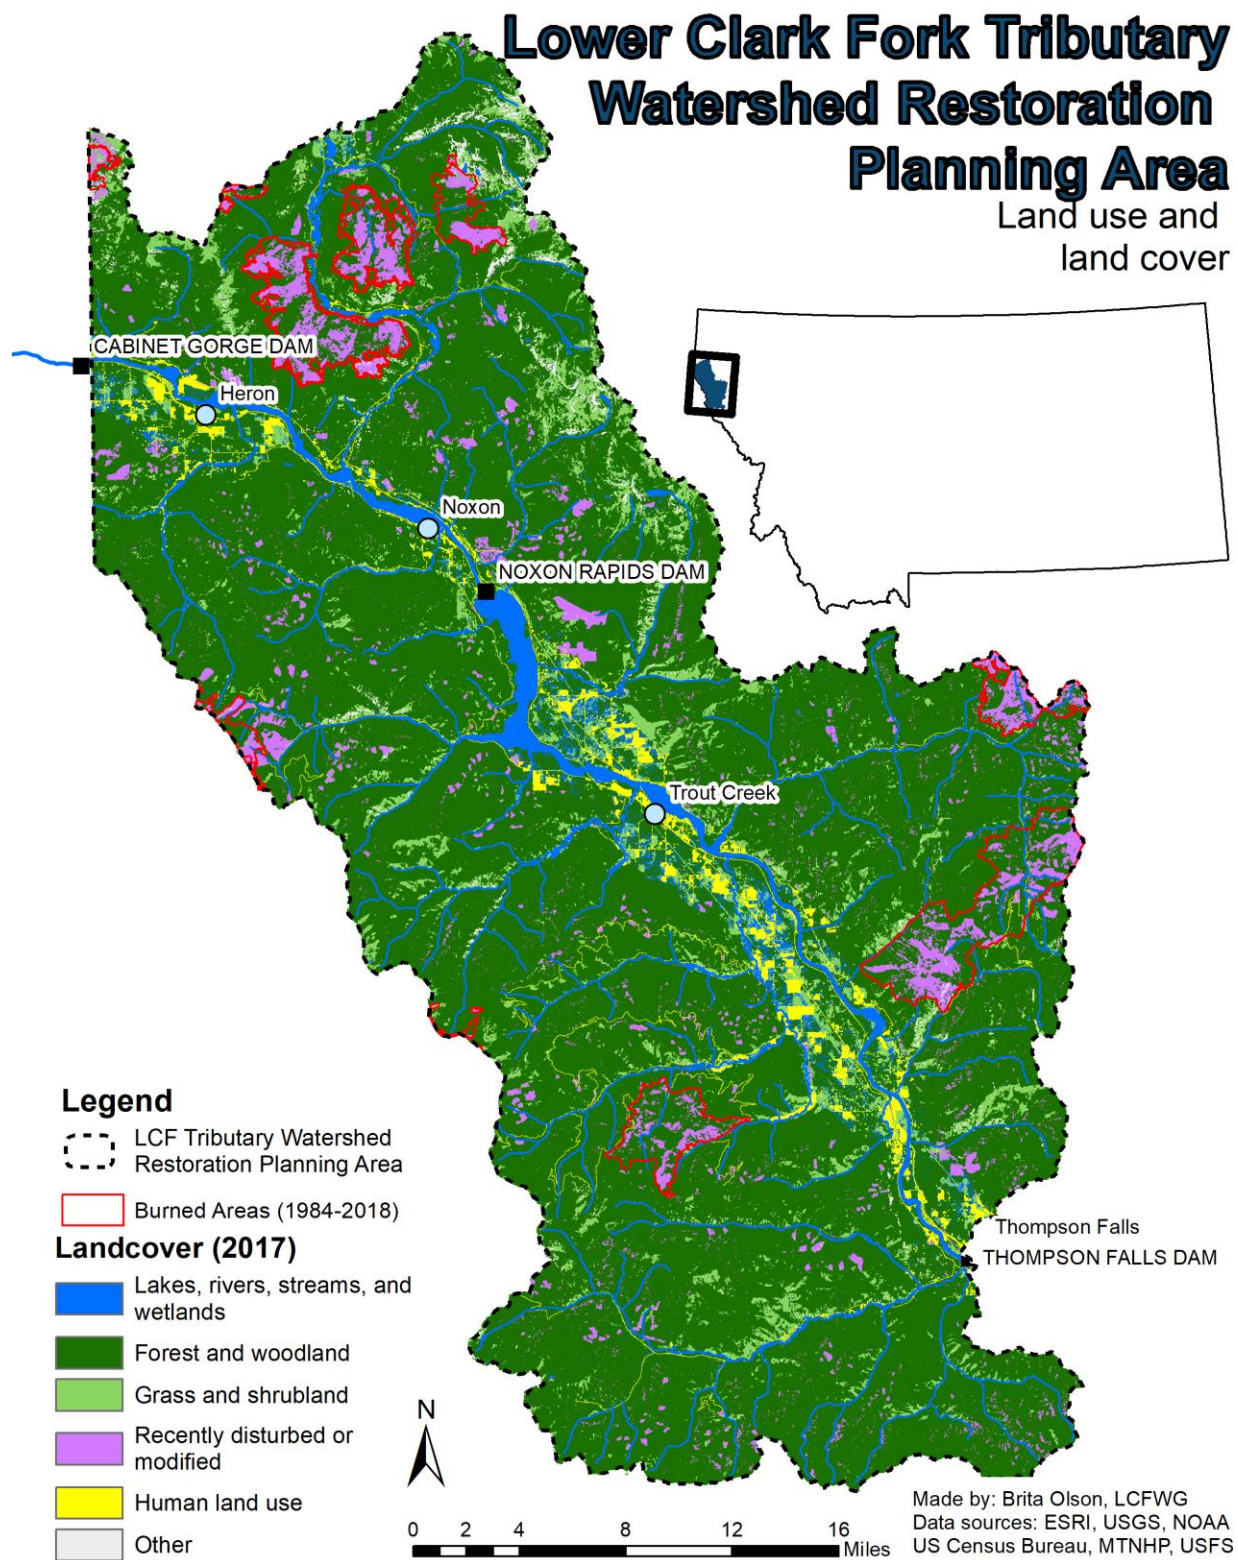 Lower Clark Fork Tributary
Watershed Restoration
Planning Area
Land use and
land cover
CABINET GORGE DAM
Heron
Noxon
NOXON RAPIDS DAM
Trout Creek
Thompson Falls
THOMPSON FALLS DAM
Legend
LCF Tributary Watershed
Restoration Planning Area
Burned Areas (1984-2018)
Landcover (2017)
Lakes, rivers, streams, and
wetlands
Forest and woodland
Grass and shrubland
Recently disturbed or
modified
Human land use
Other
N
0 2 4 8 12 16
Miles
Made by: Brita Olson, LCFWG
Data sources: ESRI, USGS, NOAA
US Census Bureau, MTNHP, USFS